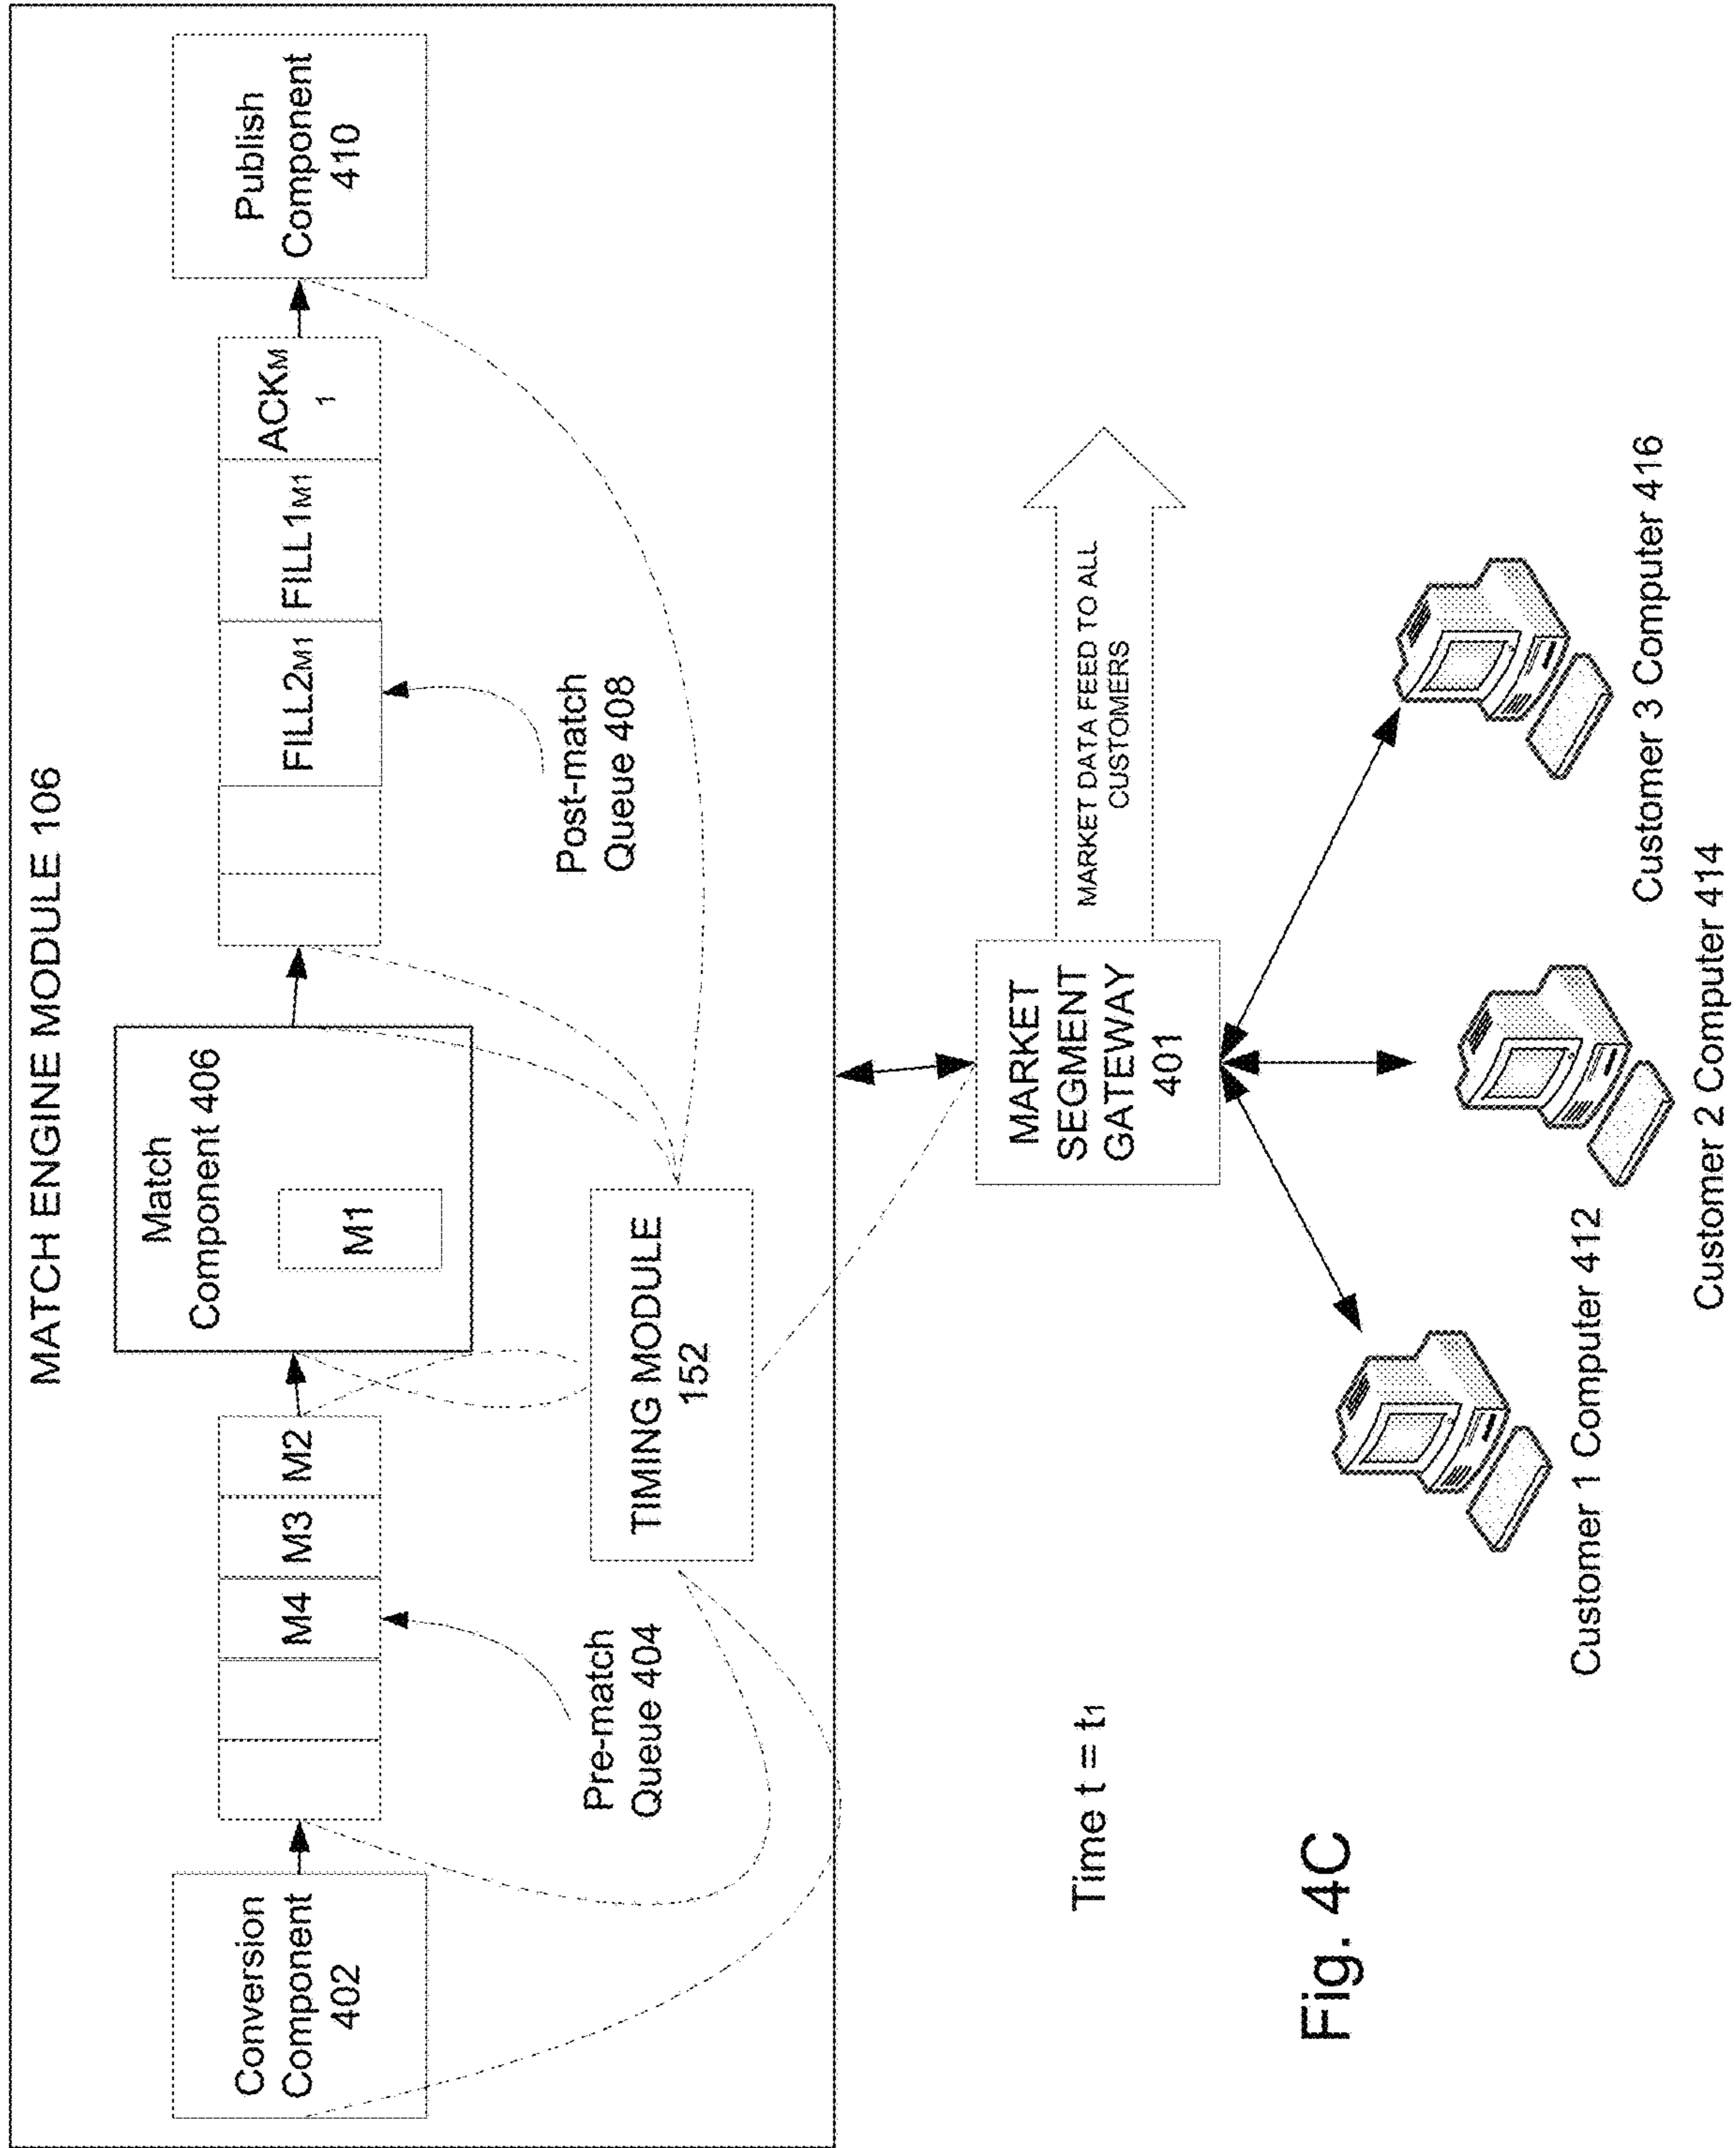 MATCH ENGINE MODULE 106
Conversion
Component
402
M4
M3
M2
Pre-match
Queue 404
Match
Component 406
M1
TIMING MODULE
152
FILL2M1
FILL1M1
ACKM
1
Post-match
Queue 408
Publish
Component
410
MARKET
SEGMENT
GATEWAY
401
MARKET DATA FEED TO ALL
CUSTOMERS
Time t = t1
Customer 1 Computer 412
Customer 2 Computer 414
Customer 3 Computer 416
Fig. 4C